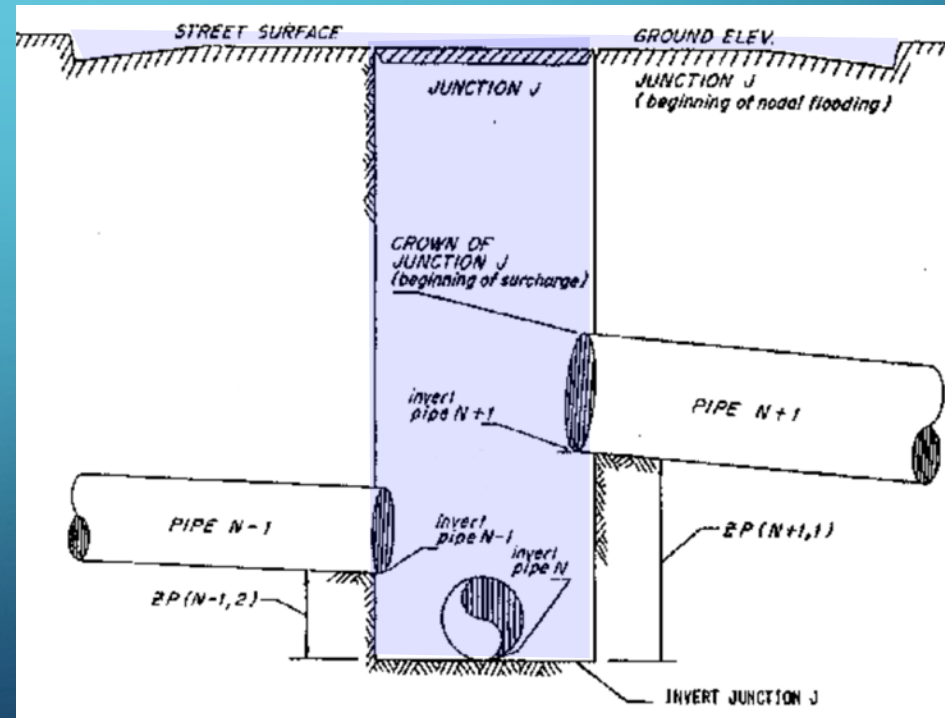 STREET SURFACE
GROUND ELEV.
JUNCTION J
JUNCTION J
(beginning of nodal flooding)
CROWN OF
JUNCTION J
(beginning of surcharge)
invert
pipe N+1
PIPE N+1
PIPE N-1
invert
pipe N-1
invert
pipe N
ZP(N+1,1)
ZP(N-1,2)
INVERT JUNCTION J